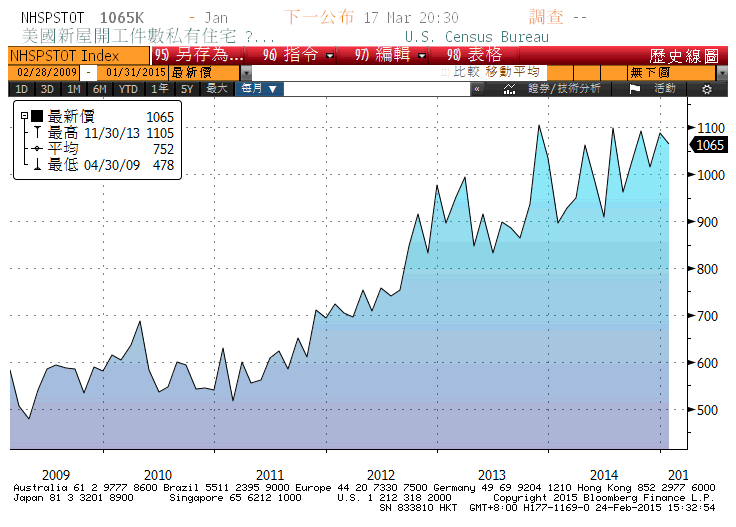 NHSPSTOT 1065K - Jan 下一公布 17 Mar 20:30 調查 --
美國新屋開工件數私有住宅 ?... U.S. Census Bureau
NHSPSTOT Index 95) 另存為... 96) 指令 97) 編輯 98) 表格 歷史線圖
02/28/2009 - 01/31/2015 最新價 比較 移動平均 無下圖
1D 3D 1M 6M YTD 1年 5Y 最大 每月 ▼ « 證券/技術分析 活動
最新價 1065
最高 11/30/13 1105
平均 752
最低 04/30/09 478
1100
1065
1000
900
800
700
600
500
2009 2010 2011 2012 2013 2014 201
Australia 61 2 9777 8600 Brazil 5511 2395 9000 Europe 44 20 7330 7500 Germany 49 69 9204 1210 Hong Kong 852 2977 6000
Japan 81 3 3201 8900 Singapore 65 6212 1000 U.S. 1 212 318 2000 Copyright 2015 Bloomberg Finance L.P.
SN 833810 HKT GMT+8:00 H177-1169-0 24-Feb-2015 15:32:54